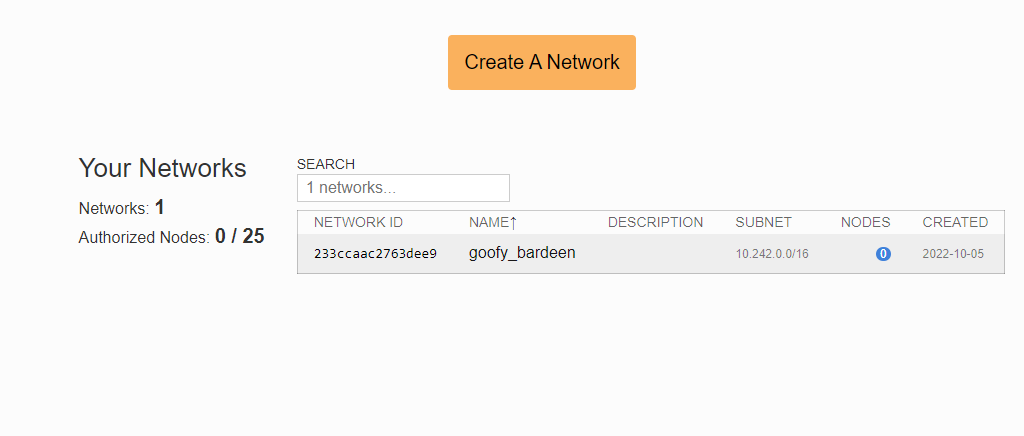 Create A Network
Your Networks
Networks: 1
Authorized Nodes: 0 / 25
SEARCH
1 networks...
NETWORK ID NAME↑ DESCRIPTION SUBNET NODES CREATED
233ccaac2763dee9 goofy_bardeen 10.242.0.0/16 0 2022-10-05